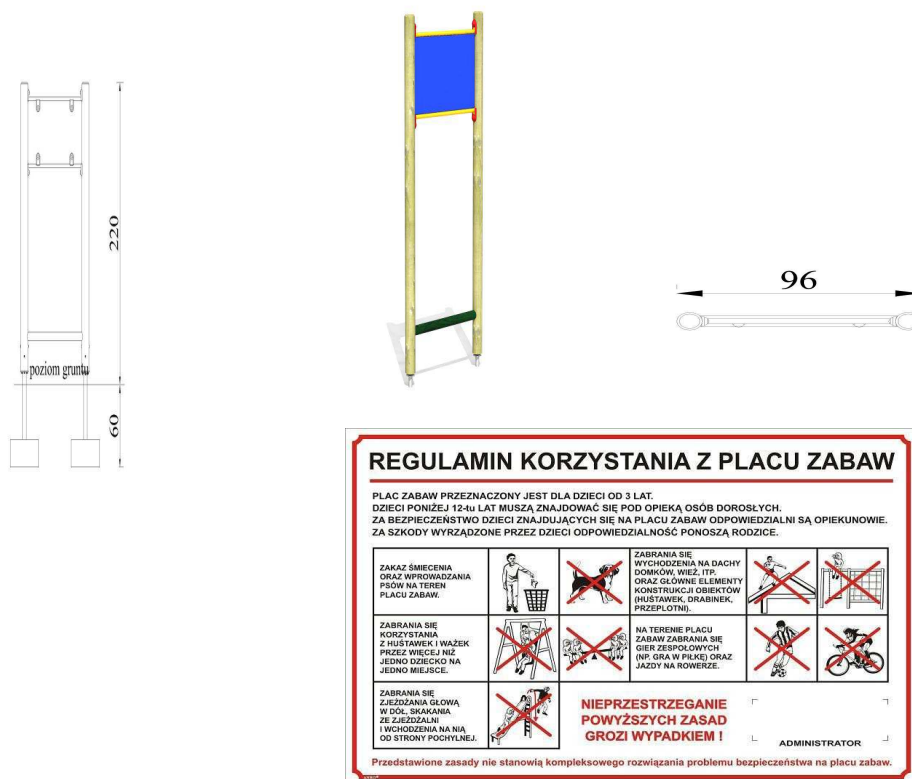 220
poziom gruntu
60
96
REGULAMIN KORZYSTANIA Z PLACU ZABAW
PLAC ZABAW PRZEZNACZONY JEST DLA DZIECI OD 3 LAT.
DZIECI PONIŻEJ 12-tu LAT MUSZĄ ZNAJDOWAĆ SIĘ POD OPIEKĄ OSÓB DOROSŁYCH.
ZA BEZPIECZEŃSTWO DZIECI ZNAJDUJĄCYCH SIĘ NA PLACU ZABAW ODPOWIEDZIALNI SĄ OPIEKUNOWIE.
ZA SZKODY WYRZĄDZONE PRZEZ DZIECI ODPOWIEDZIALNOŚĆ PONOSZĄ RODZICE.
ZAKAZ ŚMIECENIA
ORAZ WPROWADZANIA
PSÓW NA TEREN
PLACU ZABAW.
ZABRANIA SIĘ
WYCHODZENIA NA DACHY
DOMKÓW, WIEŻ, ITP.
ORAZ GŁÓWNE ELEMENTY
KONSTRUKCJI OBIEKTÓW
(HUŚTAWEK, DRABINEK,
PRZEPLOTNI).
ZABRANIA SIĘ
KORZYSTANIA
Z HUŚTAWEK I WAŻEK
PRZEZ WIĘCEJ NIŻ
JEDNO DZIECKO NA
JEDNO MIEJSCE.
NA TERENIE PLACU
ZABAW ZABRANIA SIĘ
GIER ZESPOŁOWYCH
(NP. GRA W PIŁKĘ) ORAZ
JAZDY NA ROWERZE.
ZABRANIA SIĘ
ZJEŻDŻANIA GŁOWĄ
W DÓŁ, SKAKANIA
ZE ZJEŻDŻALNI
I WCHODZENIA NA NIĄ
OD STRONY POCHYLNEJ.
NIEPRZESTRZEGANIE
POWYŻSZYCH ZASAD
GROZI WYPADKIEM !
ADMINISTRATOR
Przedstawione zasady nie stanowią kompleksowego rozwiązania problemu bezpieczeństwa na placu zabaw.